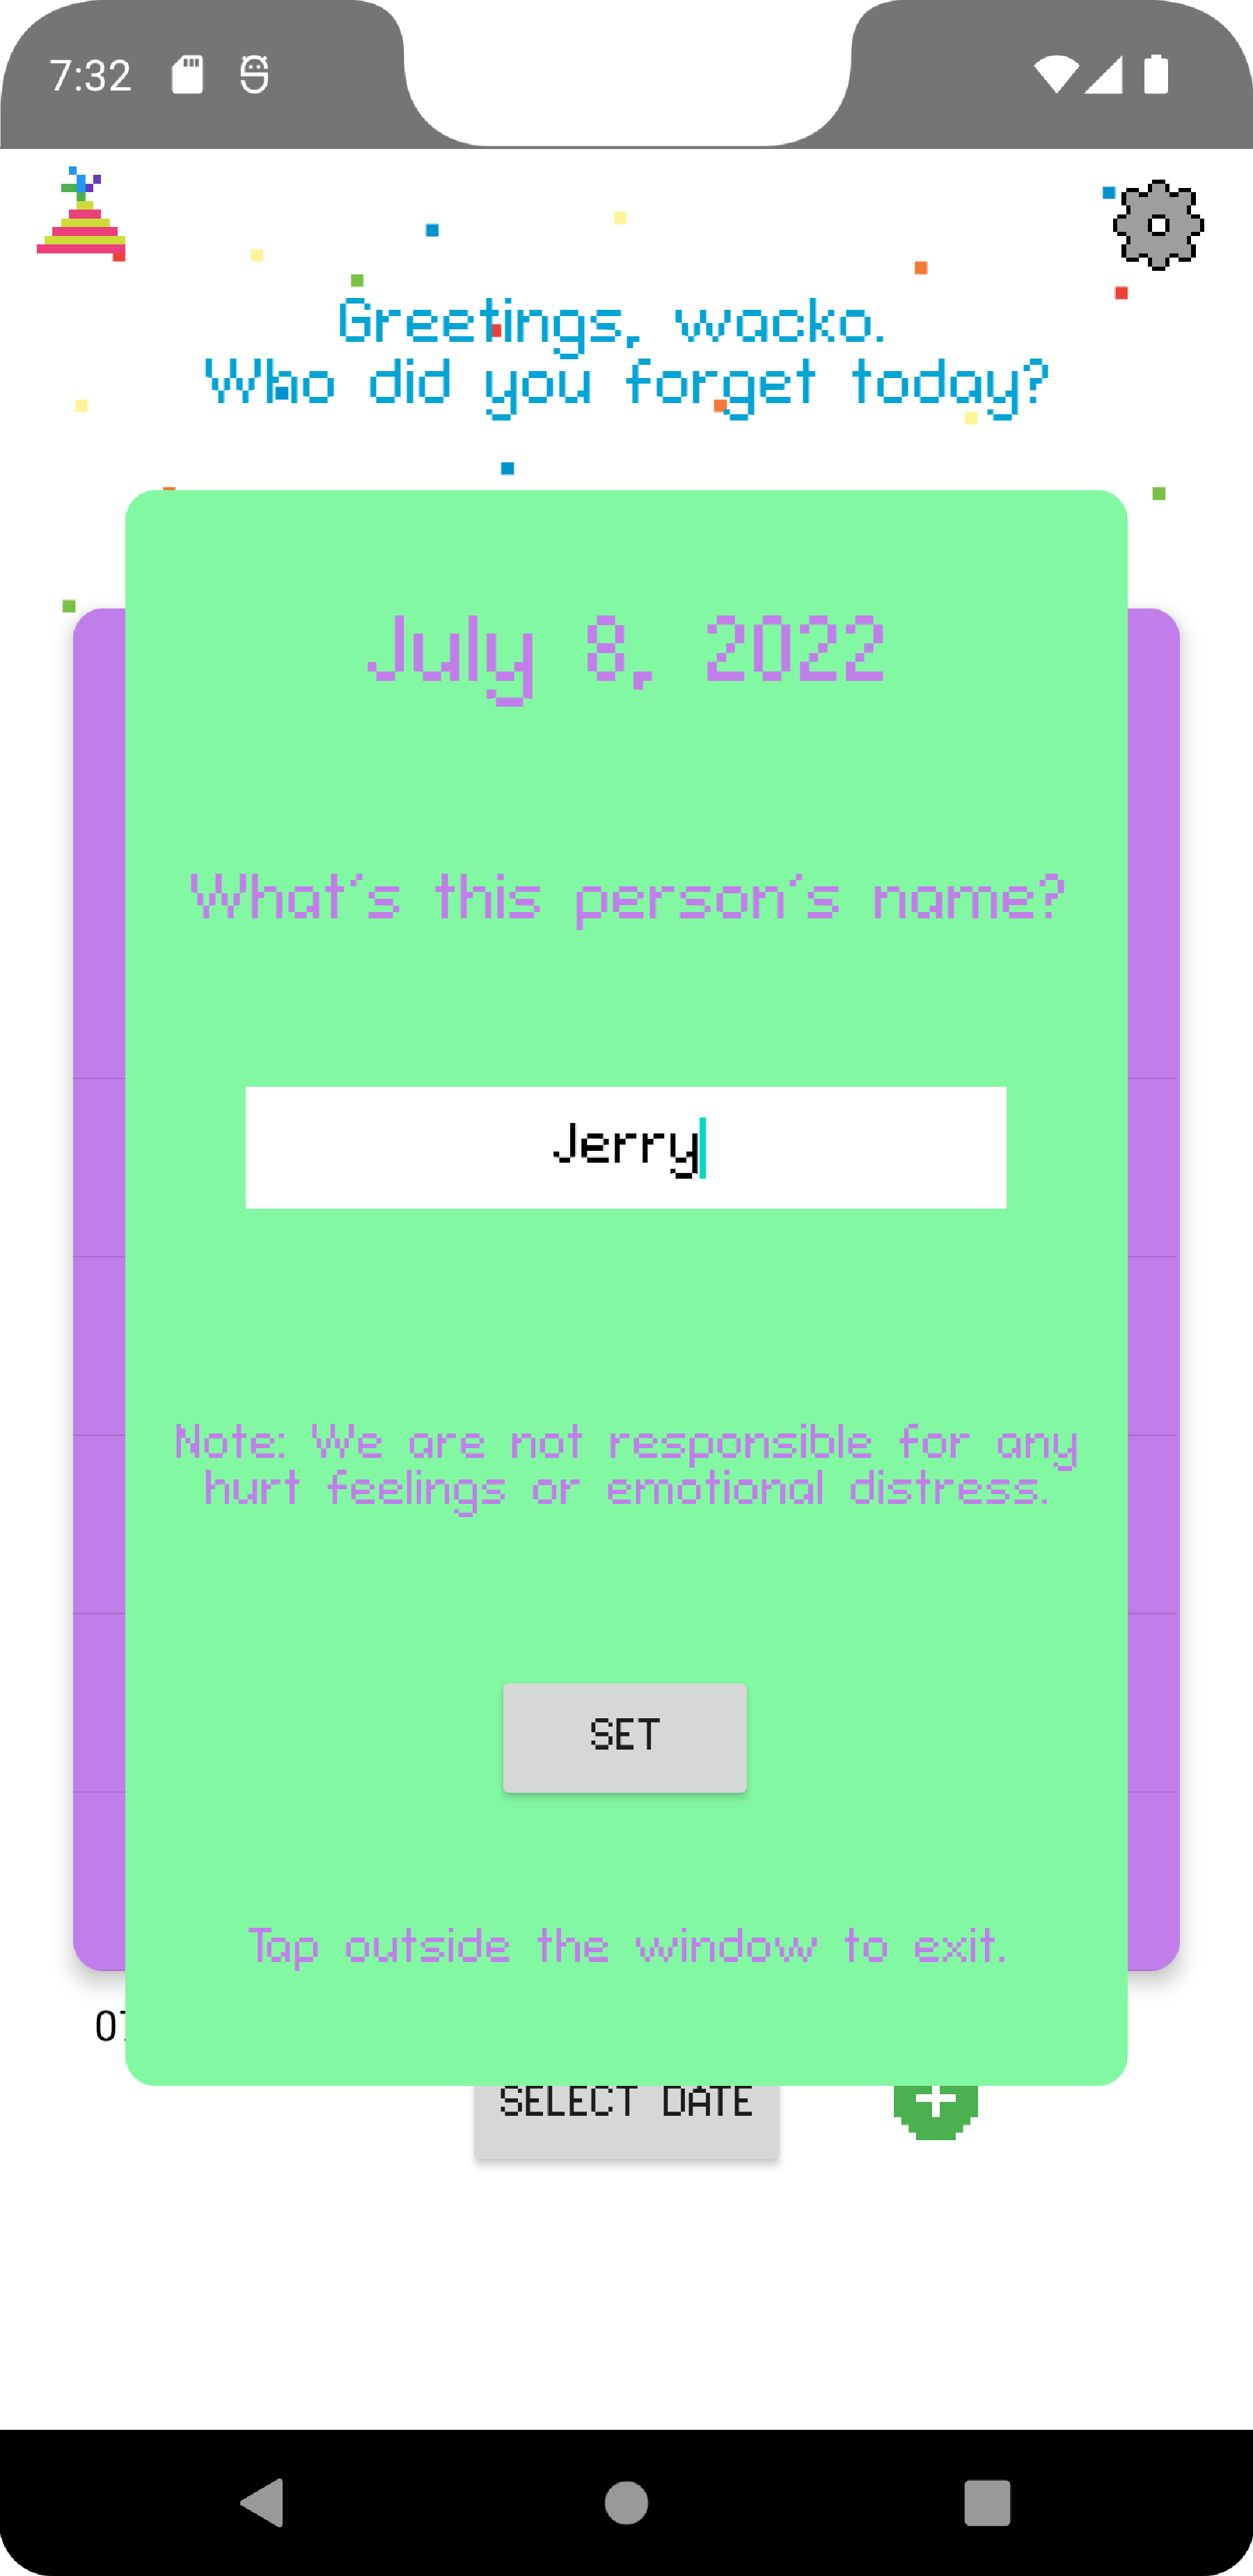 7:32
Greetings, wacko.
Who did you forget today?
July 8, 2022
What's this person's name?
Jerry
Note: We are not responsible for any
hurt feelings or emotional distress.
SET
Tap outside the window to exit.
SELECT DATE